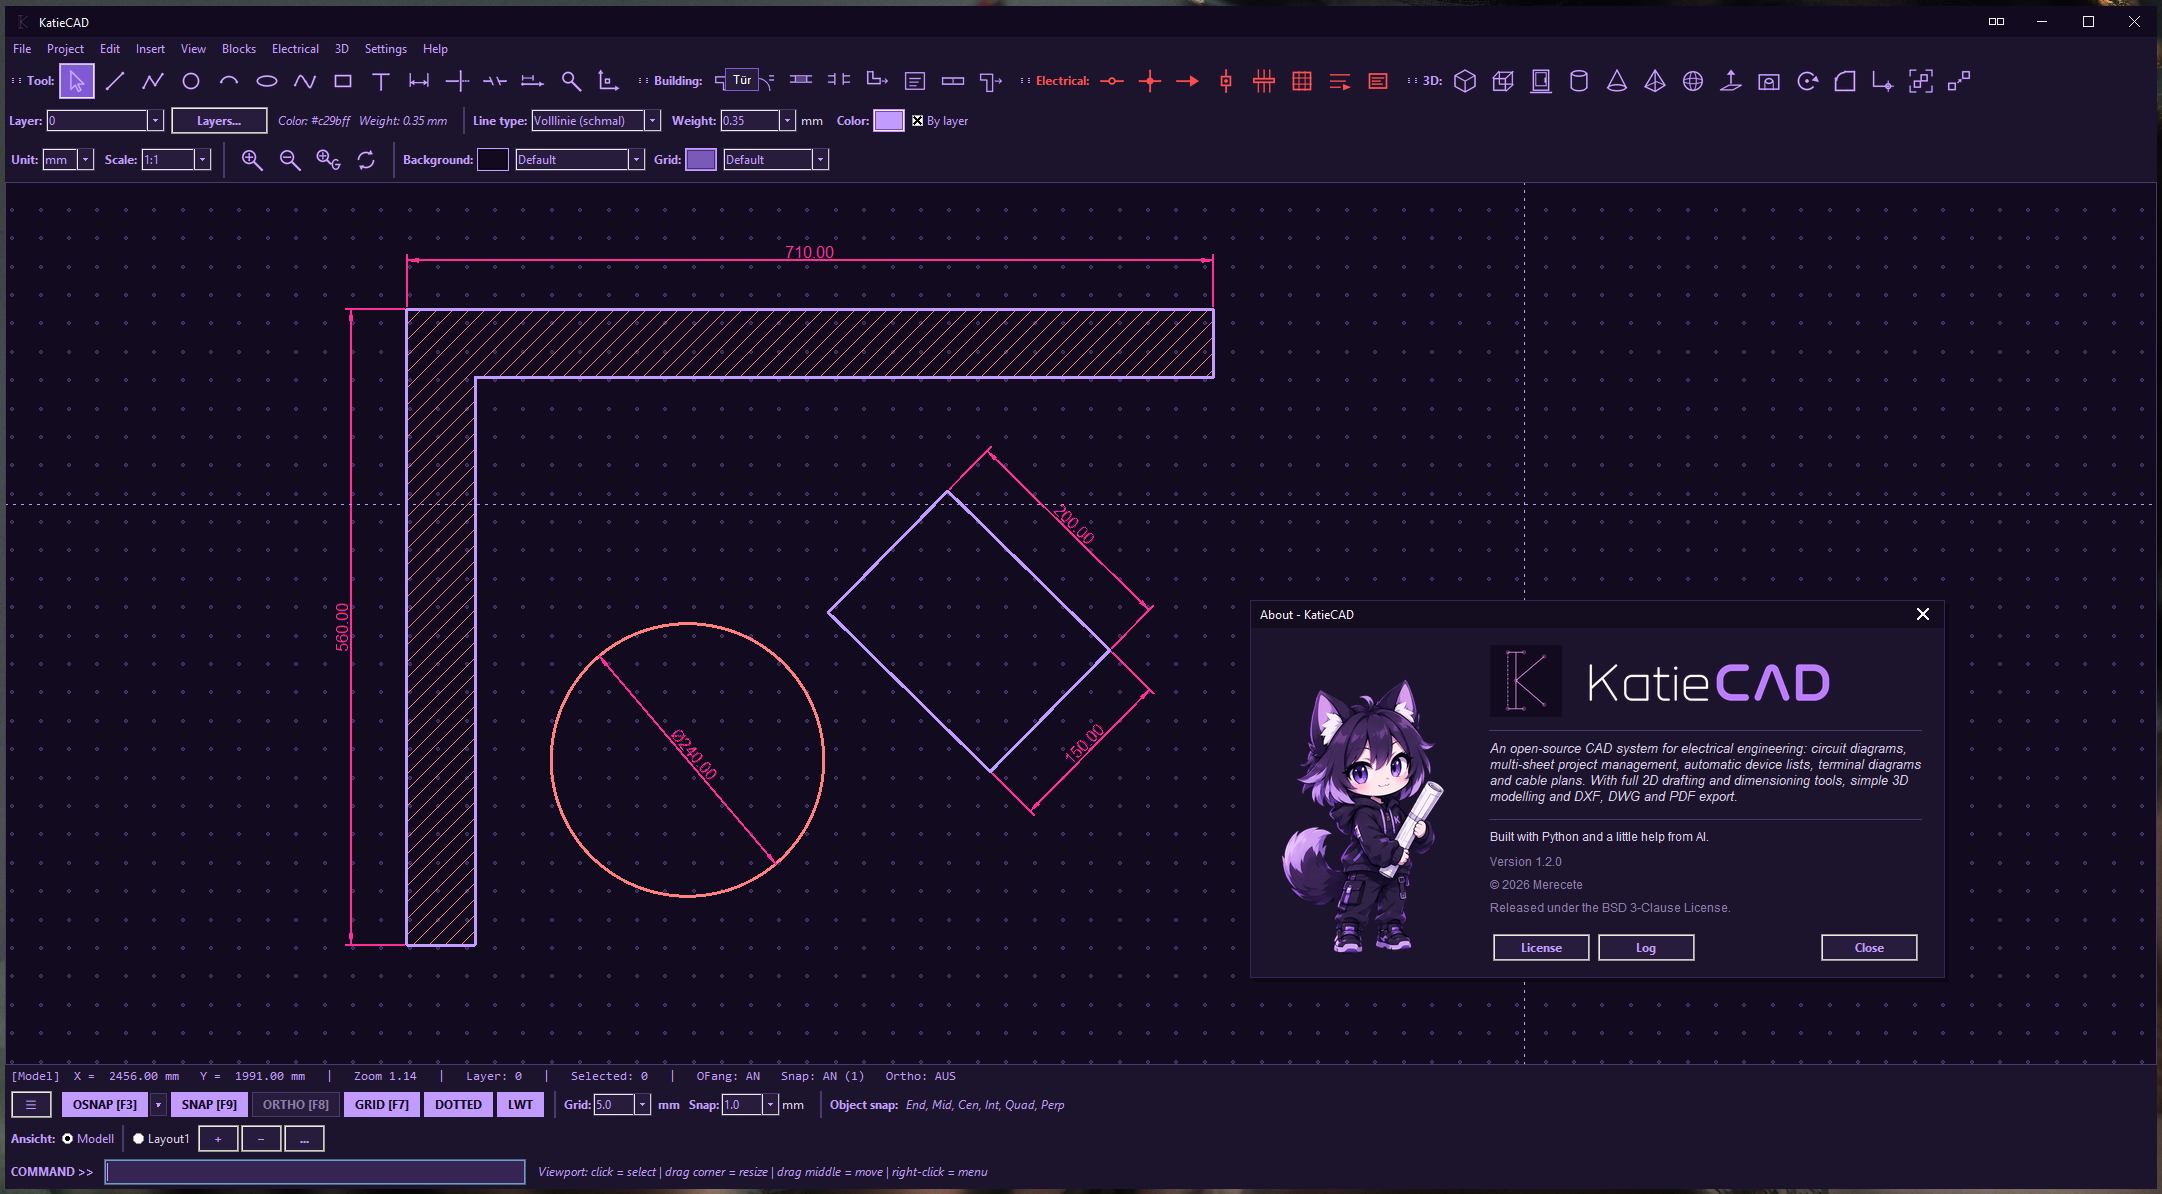 KatieCAD
File Project Edit Insert View Blocks Electrical 3D Settings Help
Tool: Building: Tür Electrical: 3D:
Layer: 0 Layers... Color: #c29bff Weight: 0.35 mm Line type: Volllinie (schmal) Weight: 0.35 mm Color: By layer
Unit: mm Scale: 1:1 Background: Default Grid: Default
710.00
560.00
200.00
150.00
Ø240.00
About - KatieCAD
KatieCAD
An open-source CAD system for electrical engineering: circuit diagrams,
multi-sheet project management, automatic device lists, terminal diagrams
and cable plans. With full 2D drafting and dimensioning tools, simple 3D
modelling and DXF, DWG and PDF export.
Built with Python and a little help from AI.
Version 1.2.0
© 2026 Merecete
Released under the BSD 3-Clause License.
License Log Close
[Model] X = 2456.00 mm Y = 1991.00 mm | Zoom 1.14 | Layer: 0 | Selected: 0 | OFang: AN Snap: AN (1) Ortho: AUS
OSNAP [F3] SNAP [F9] ORTHO [F8] GRID [F7] DOTTED LWT Grid: 5.0 mm Snap: 1.0 mm Object snap: End, Mid, Cen, Int, Quad, Perp
Ansicht: Modell Layout1 + − ...
COMMAND >> Viewport: click = select | drag corner = resize | drag middle = move | right-click = menu